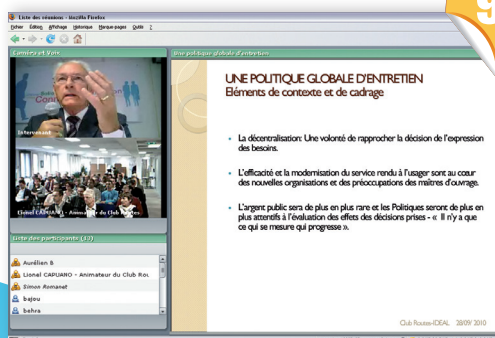 9
Liste des réunions - Mozilla Firefox
Fichier Édition Affichage Historique Marque-pages Outils ?
Caméra et Voix
Intervenant
Lionel CAPUANO - Animateur du Club Routes
Liste des participants (13)
Aurélien B
Lionel CAPUANO - Animateur du Club Rou
Simon Romanet
bajou
behra
Une politique globale d'entretien
UNE POLITIQUE GLOBALE D'ENTRETIEN
Eléments de contexte et de cadrage
• La décentralisation: Une volonté de rapprocher la décision de l'expression
des besoins.
• L'efficacité et la modernisation du service rendu à l'usager sont au cœur
des nouvelles organisations et des préoccupations des maîtres d'ouvrage.
• L'argent public sera de plus en plus rare et les Politiques seront de plus en
plus attentifs à l'évaluation des effets des décisions prises - « Il n'y a que
ce qui se mesure qui progresse ».
Club Routes-IDEAL 28/09/ 2010